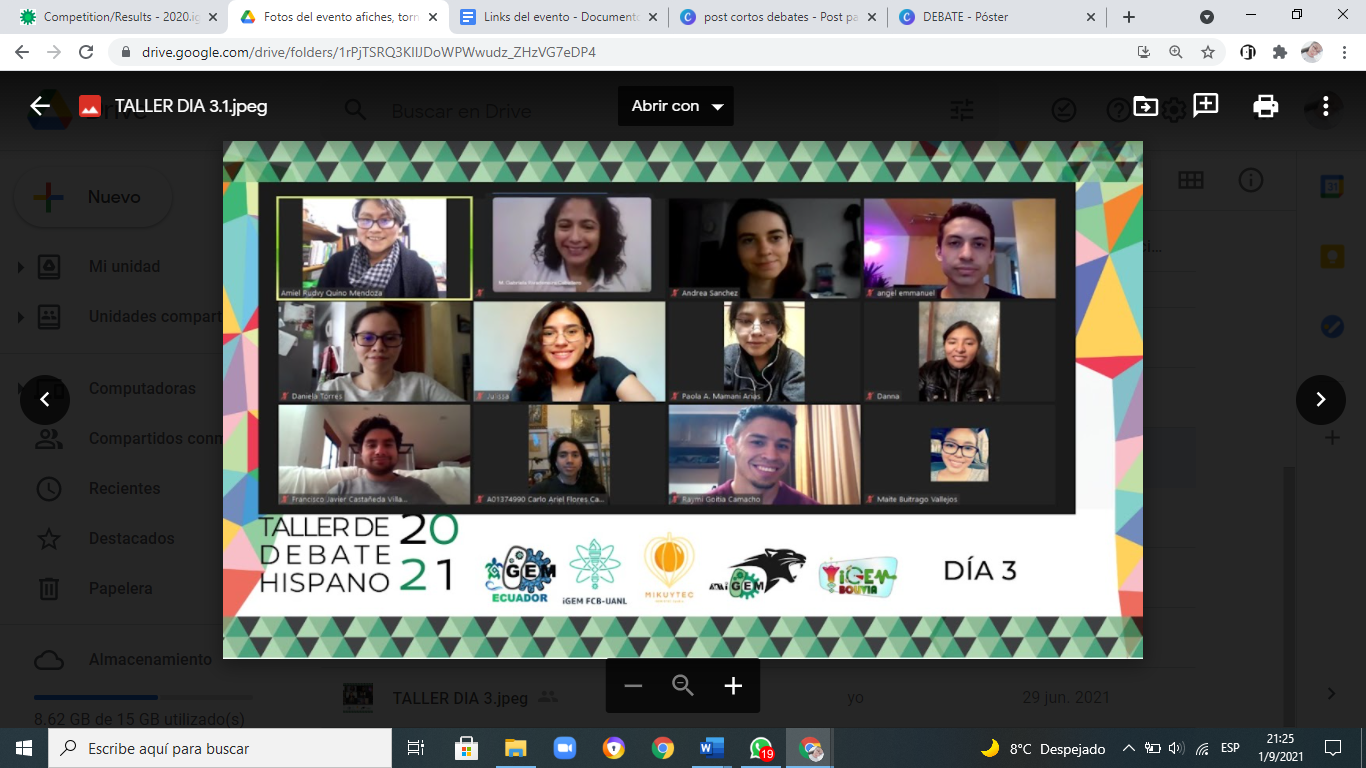 Competition/Results - 2020.ig
Fotos del evento afiches, torn
Links del evento - Documento
post cortos debates - Post pa
DEBATE - Póster
drive.google.com/drive/folders/1rPjTSRQ3KIIJDoWPWwudz_ZHzVG7eDP4
TALLER DIA 3.1.jpeg
Buscar en Drive
Abrir con
Nuevo
Mi unidad
Unidades compart
Computadoras
Compartidos conm
Recientes
Destacados
Papelera
Almacenamiento
8.62 GB de 15 GB utilizado(s)
Amiel Rudvy Quino Mendoza
Andrea Sanchez
angel emmanuel
Daniela Torres
Julissa
Paola A. Mamani Arias
Danna
Francisco Javier Castañeda Villa...
A01374990 Carlo Ariel Flores Ca...
Raymi Goitia Camacho
Maite Buitrago Vallejos
TALLER DE
DEBATE
HISPANO
20
21
iGEM
ECUADOR
iGEM FCB-UANL
MIKUYTEC
iGEM
iGEM
BOLIVIA
DÍA 3
TALLER DIA 3.jpeg
yo
29 jun. 2021
Escribe aquí para buscar
19
8°C Despejado
ESP
21:25
1/9/2021